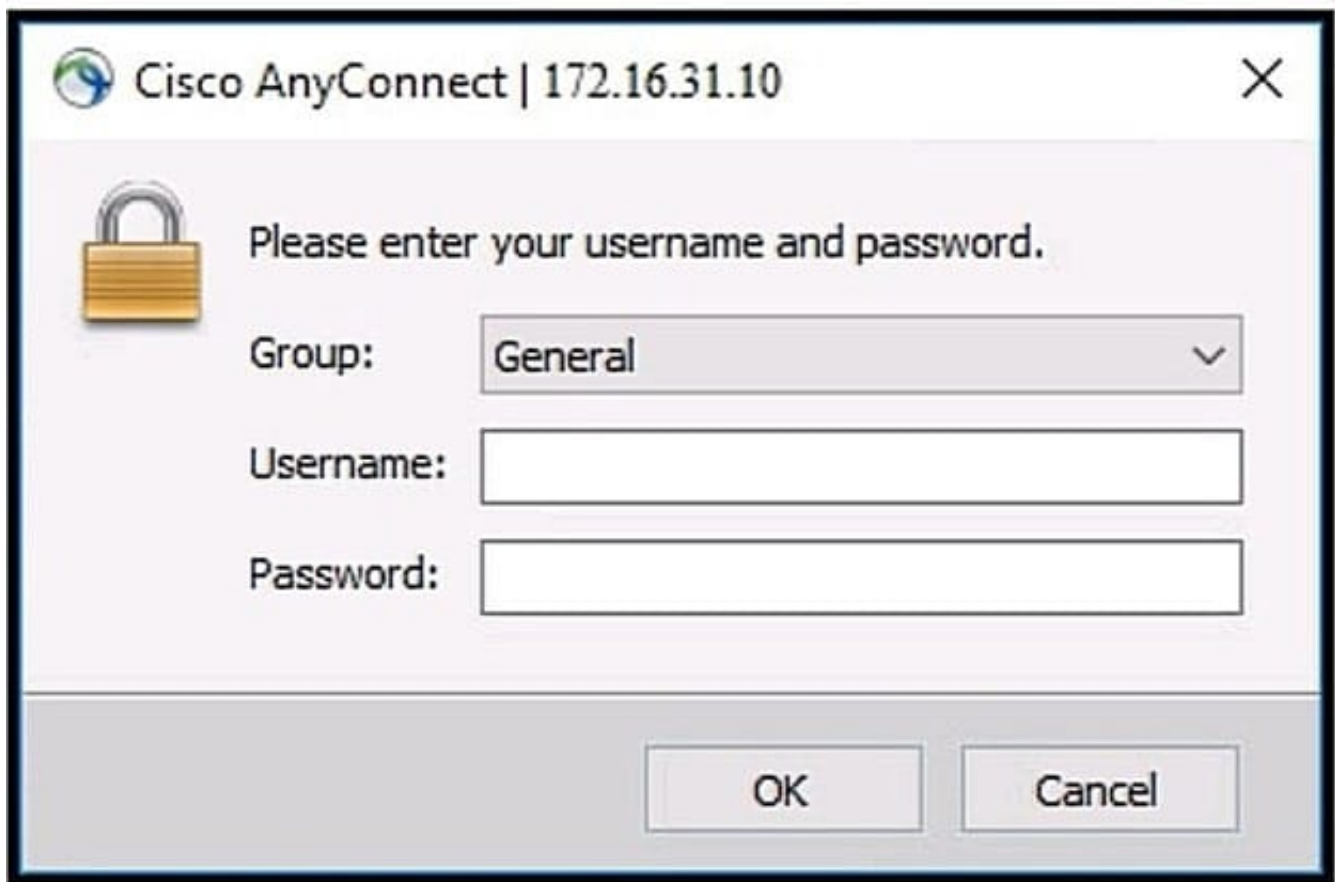 Cisco AnyConnect | 172.16.31.10
Please enter your username and password.
Group: General
Username:
Password:
OK Cancel